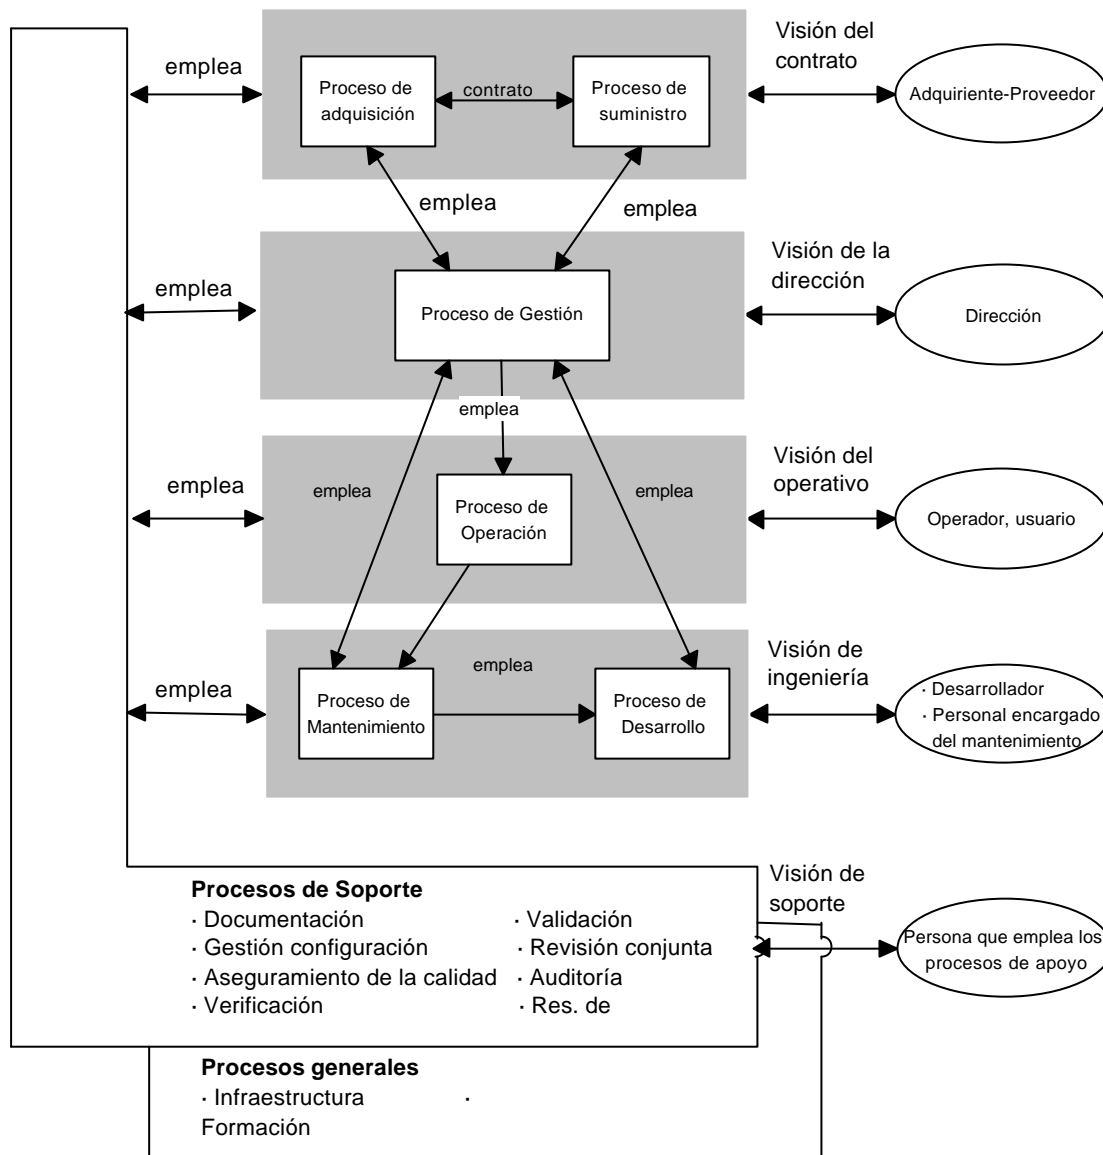 emplea
Proceso de
adquisición
contrato
Proceso de
suministro
Visión del
contrato
Adquiriente-Proveedor
emplea
emplea
emplea
Proceso de Gestión
Visión de la
dirección
Dirección
emplea
emplea
emplea
Proceso de
Operación
emplea
Visión del
operativo
Operador, usuario
emplea
Proceso de
Mantenimiento
emplea
Proceso de
Desarrollo
Visión de
ingeniería
· Desarrollador
· Personal encargado
del mantenimiento
Procesos de Soporte
· Documentación
· Gestión configuración
· Aseguramiento de la calidad
· Verificación
· Validación
· Revisión conjunta
· Auditoría
· Res. de
Visión de
soporte
Persona que emplea los
procesos de apoyo
Procesos generales
· Infraestructura ·
Formación